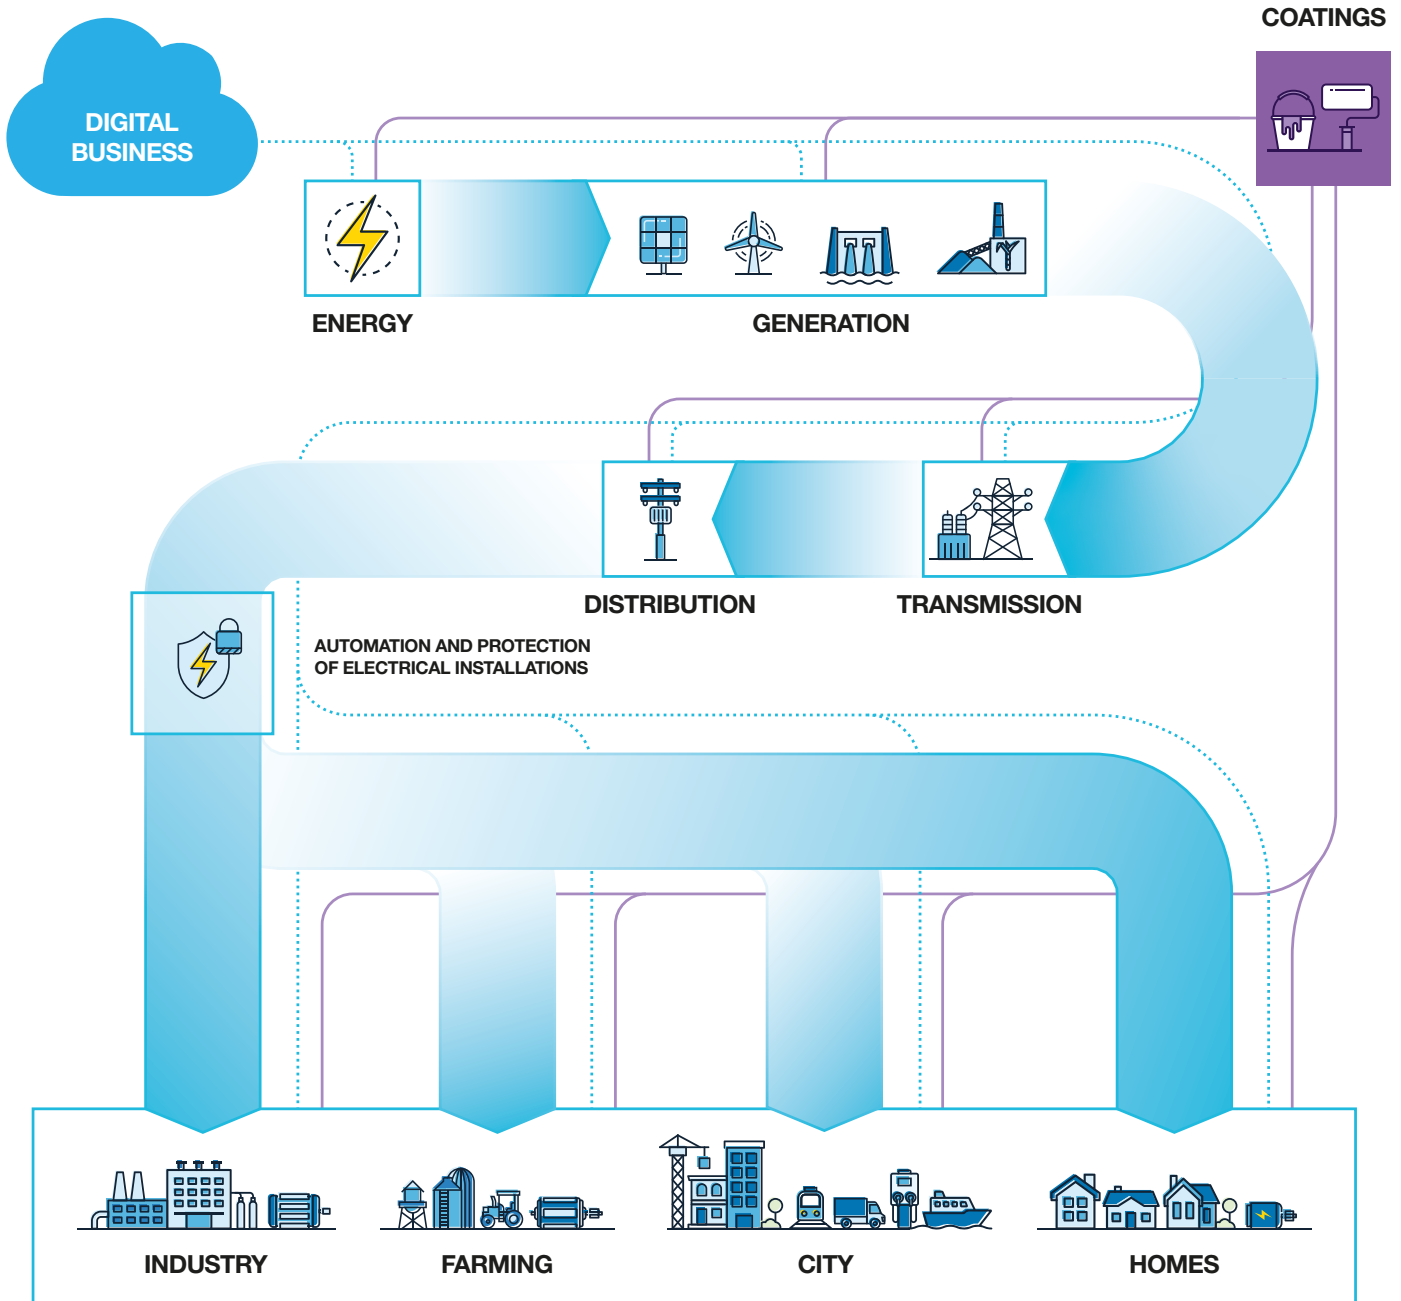 COATINGS
DIGITAL
BUSINESS
ENERGY
GENERATION
DISTRIBUTION
TRANSMISSION
AUTOMATION AND PROTECTION
OF ELECTRICAL INSTALLATIONS
INDUSTRY
FARMING
CITY
HOMES